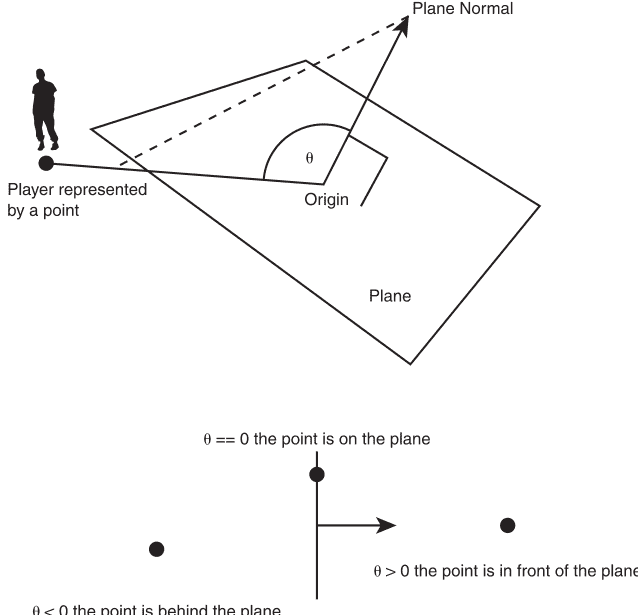 Plane Normal
θ
Player represented
by a point
Origin
Plane
θ == 0 the point is on the plane
θ > 0 the point is in front of the plane
θ < 0 the point is behind the plane